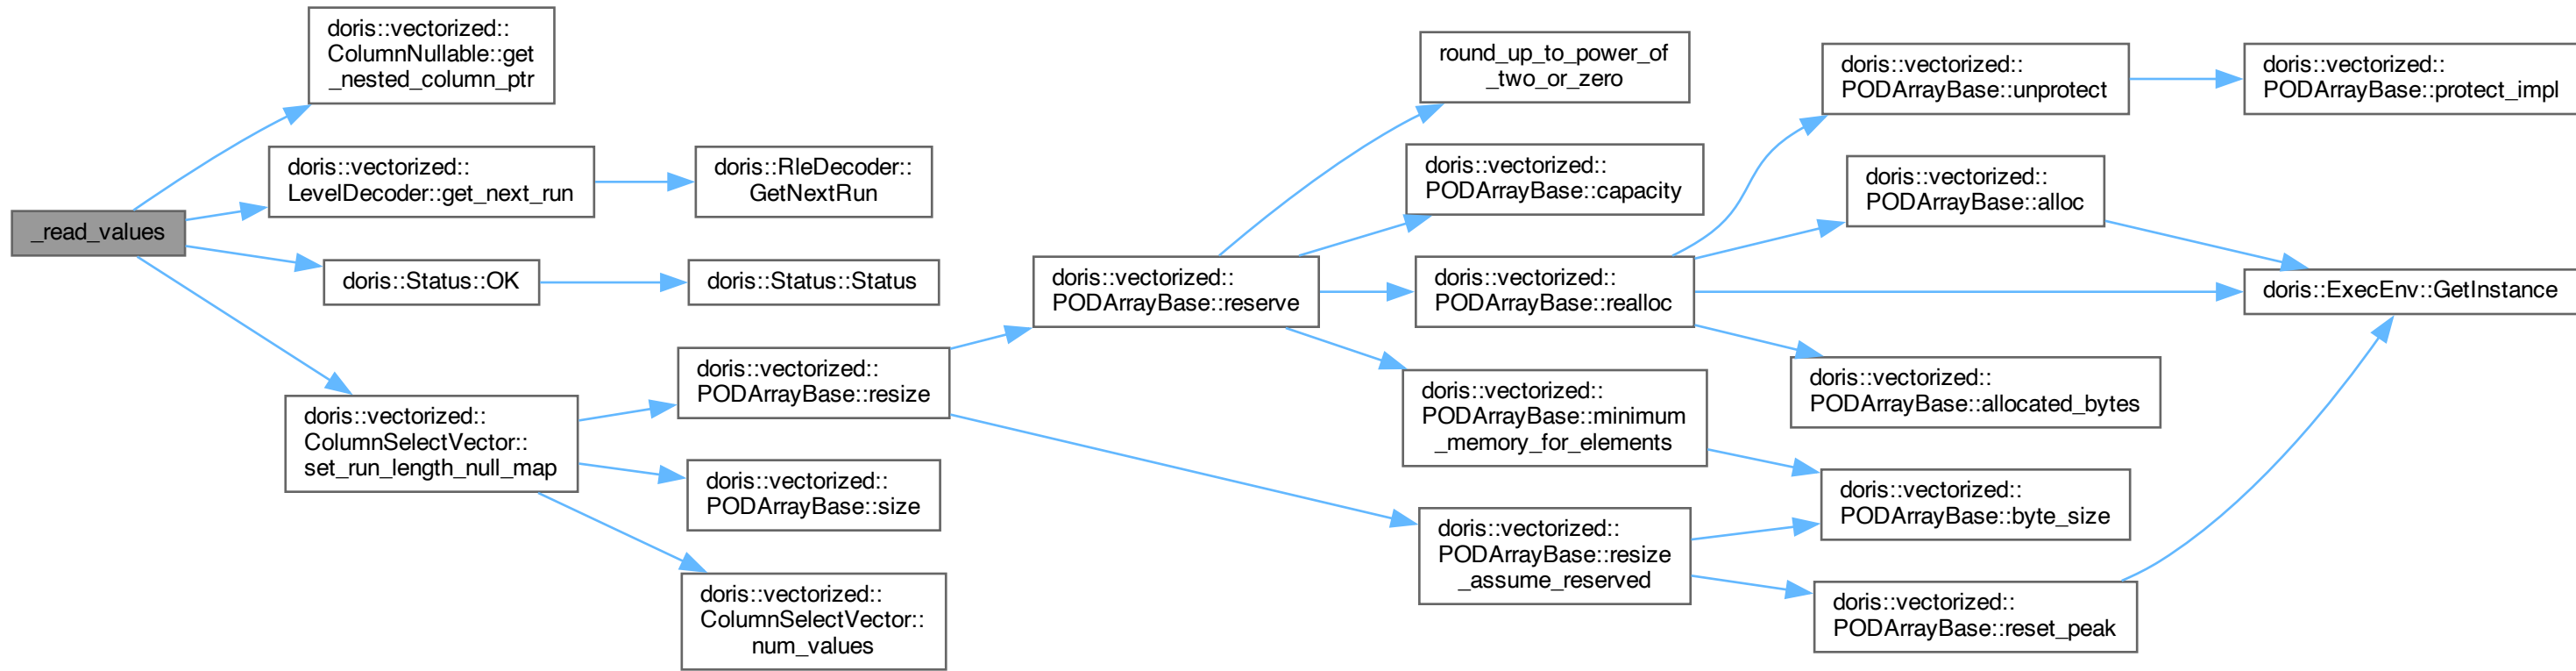 _read_values
doris::vectorized::
ColumnNullable::get
_nested_column_ptr
doris::vectorized::
LevelDecoder::get_next_run
doris::RleDecoder::
GetNextRun
doris::Status::OK
doris::Status::Status
doris::vectorized::
ColumnSelectVector::
set_run_length_null_map
doris::vectorized::
PODArrayBase::resize
doris::vectorized::
PODArrayBase::size
doris::vectorized::
ColumnSelectVector::
num_values
doris::vectorized::
PODArrayBase::reserve
round_up_to_power_of
_two_or_zero
doris::vectorized::
PODArrayBase::capacity
doris::vectorized::
PODArrayBase::realloc
doris::vectorized::
PODArrayBase::minimum
_memory_for_elements
doris::vectorized::
PODArrayBase::resize
_assume_reserved
doris::vectorized::
PODArrayBase::unprotect
doris::vectorized::
PODArrayBase::protect_impl
doris::vectorized::
PODArrayBase::alloc
doris::ExecEnv::GetInstance
doris::vectorized::
PODArrayBase::allocated_bytes
doris::vectorized::
PODArrayBase::byte_size
doris::vectorized::
PODArrayBase::reset_peak